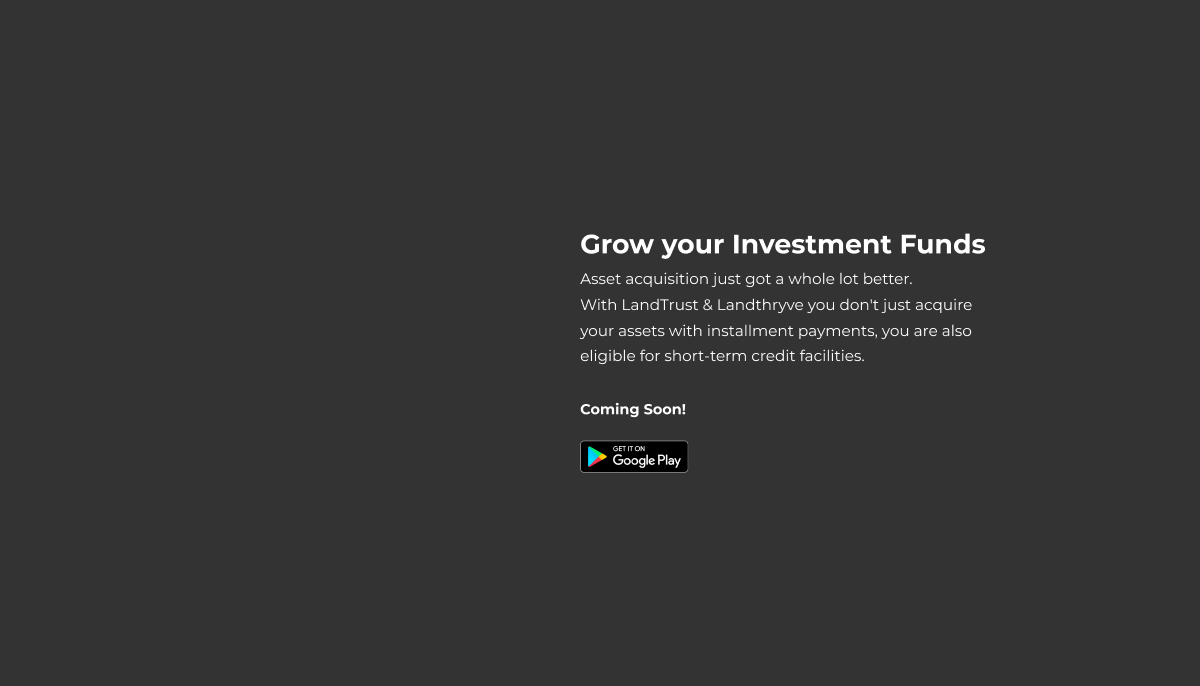 Grow your Investment Funds
Asset acquisition just got a whole lot better.
With LandTrust & Landthryve you don't just acquire
your assets with installment payments, you are also
eligible for short-term credit facilities.
Coming Soon!
GET IT ON
Google Play